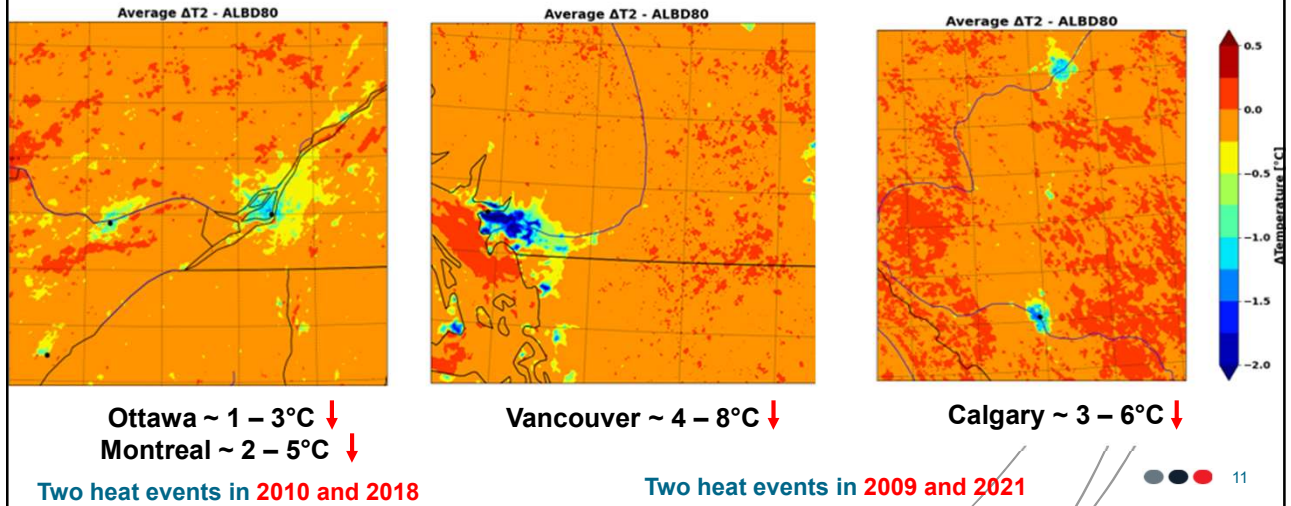 Average ΔT2 - ALBD80
Average ΔT2 - ALBD80
Average ΔT2 - ALBD80
0.5
0.0
−0.5
−1.0
−1.5
−2.0
ΔTemperature [°C]
Ottawa ~ 1 – 3°C ↓
Montreal ~ 2 – 5°C ↓
Two heat events in 2010 and 2018
Vancouver ~ 4 – 8°C ↓
Calgary ~ 3 – 6°C ↓
Two heat events in 2009 and 2021
11